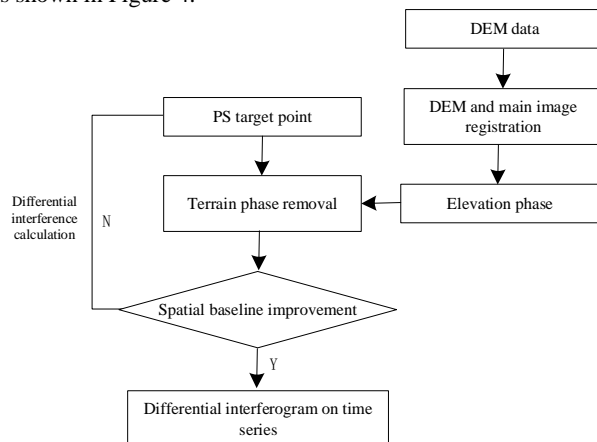 s shown in Figure 4.
DEM data
PS target point
DEM and main image
registration
Differential
interference
calculation
N
Terrain phase removal
Elevation phase
Spatial baseline improvement
Y
Differential interferogram on time
series